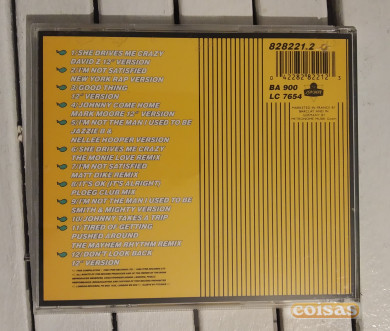 828221.2
0 42282 82212 3
BA 900
LC 7654
1/SHE DRIVES ME CRAZY
DAVID Z 12" VERSION
2/I'M NOT SATISFIED
NEW YORK RAP VERSION
3/GOOD THING
12" VERSION
4/JOHNNY COME HOME
MARK MOORE 12" VERSION
5/I'M NOT THE MAN I USED TO BE
JAZZIE B &
NELLEE HOOPER VERSION
6/SHE DRIVES ME CRAZY
THE MONIE LOVE REMIX
7/I'M NOT SATISFIED
MATT DIKE REMIX
8/IT'S OK (IT'S ALRIGHT)
PLOEG CLUB MIX
9/I'M NOT THE MAN I USED TO BE
SMITH & MIGHTY VERSION
10/JOHNNY TAKES A TRIP
11/TIRED OF GETTING
PUSHED AROUND
THE MAYHEM RHYTHM REMIX
12/DON'T LOOK BACK
12" VERSION
coisas